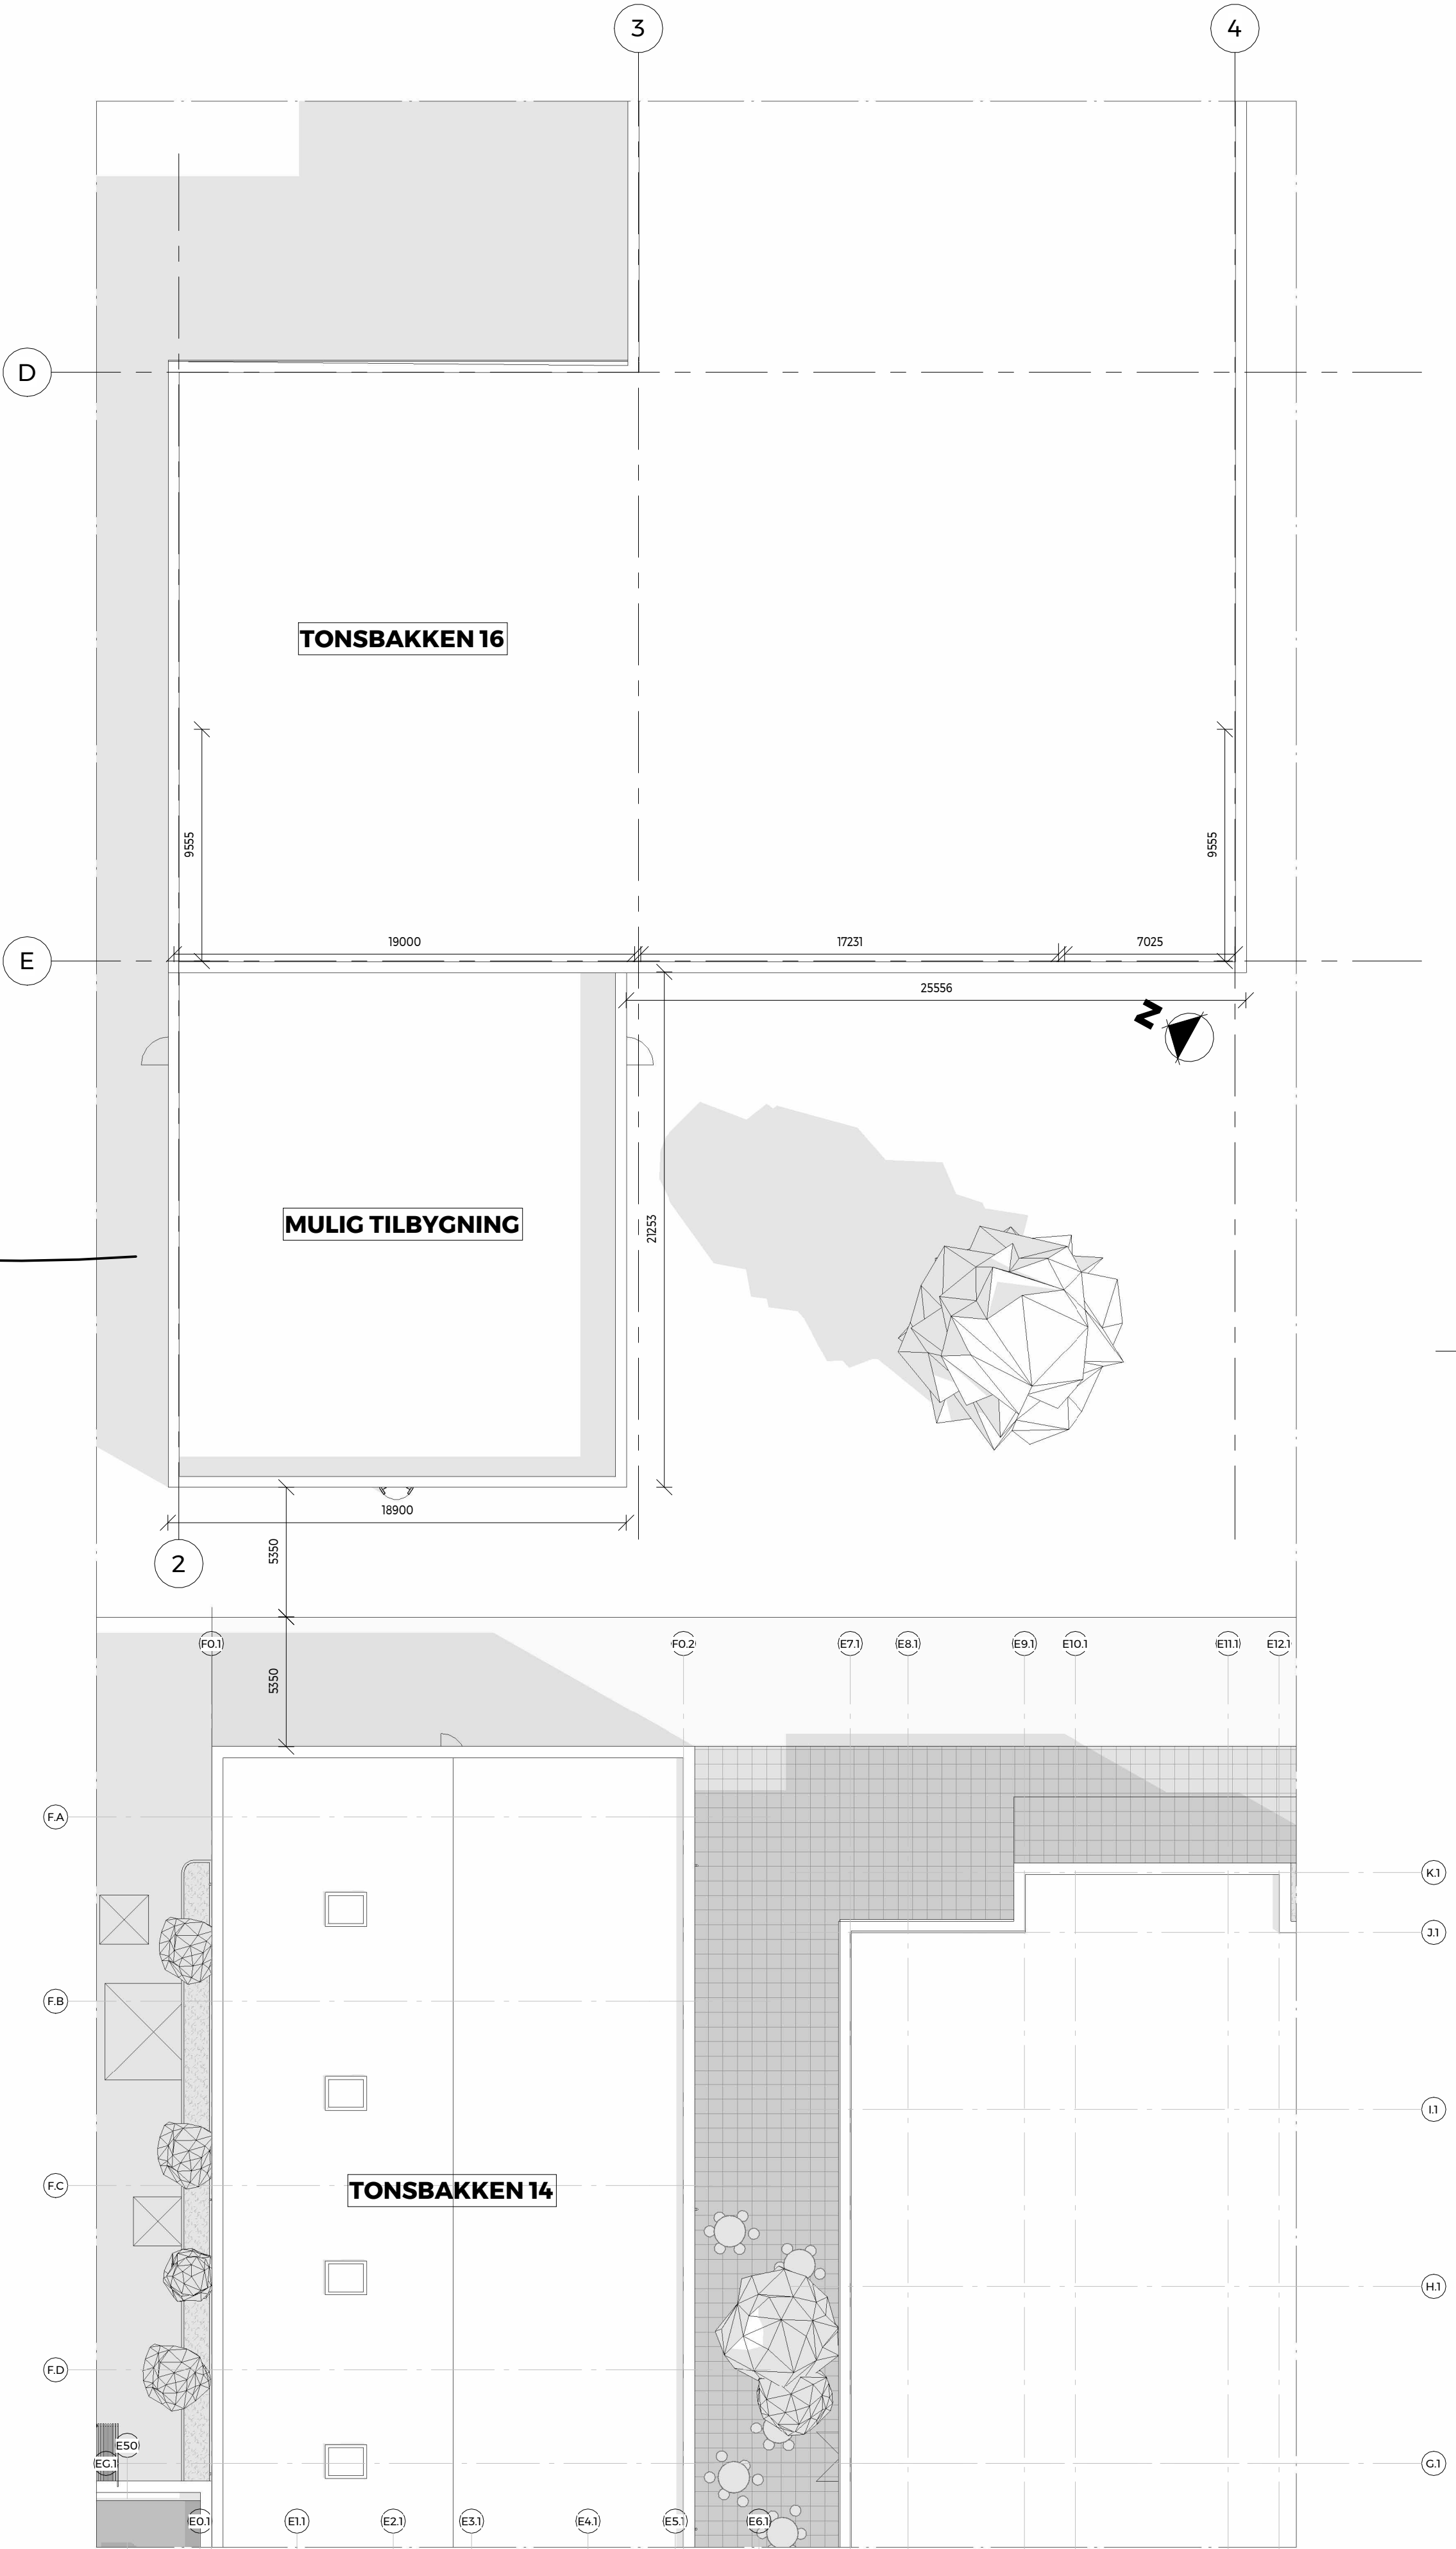 3
4
D
TONSBAKKEN 16
9555
9555
19000
17231
7025
E
25556
N
MULIG TILBYGNING
21253
18900
5350
2
F0.1
F0.2
E7.1
E8.1
E9.1
E10.1
E11.1
E12.1
5350
F.A
K.1
J.1
F.B
I.1
F.C
TONSBAKKEN 14
H.1
F.D
E50
EG.1
G.1
E0.1
E1.1
E2.1
E3.1
E4.1
E5.1
E6.1